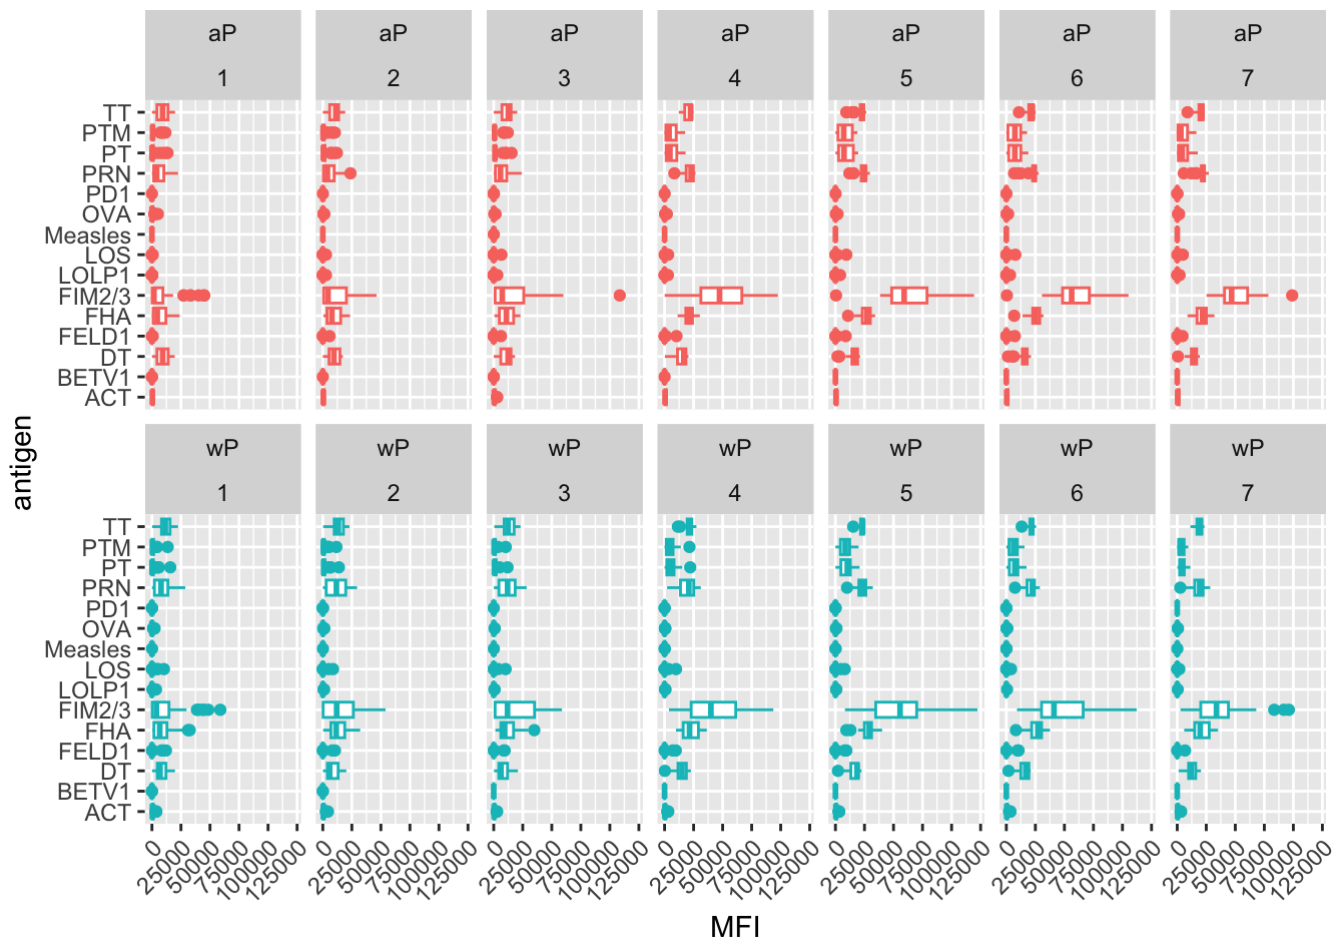 aP aP aP aP aP aP aP
1 2 3 4 5 6 7
TT
PTM
PT
PRN
PD1
OVA
Measles
LOS
LOLP1
FIM2/3
FHA
FELD1
DT
BETV1
ACT
antigen
wP wP wP wP wP wP wP
1 2 3 4 5 6 7
TT
PTM
PT
PRN
PD1
OVA
Measles
LOS
LOLP1
FIM2/3
FHA
FELD1
DT
BETV1
ACT
0 25000 50000 75000 100000 125000 0 25000 50000 75000 100000 125000 0 25000 50000 75000 100000 125000 0 25000 50000 75000 100000 125000 0 25000 50000 75000 100000 125000 0 25000 50000 75000 100000 125000 0 25000 50000 75000 100000 125000
MFI